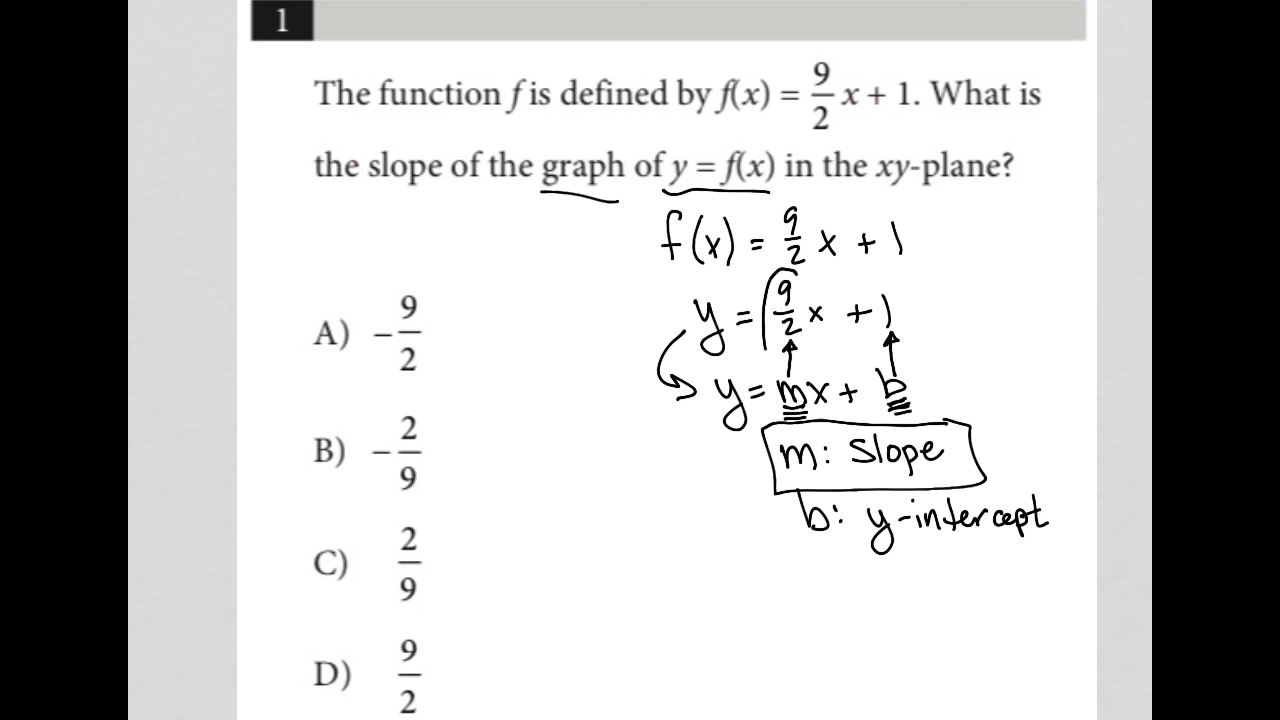 1
The function f is defined by f(x) = 9/2 x + 1. What is
the slope of the graph of y = f(x) in the xy-plane?
f(x) = 9/2 x + 1
y = 9/2 x + 1
A) -9/2
y = mx + b
B) -2/9
m: Slope
b: y-intercept
C) 2/9
D) 9/2